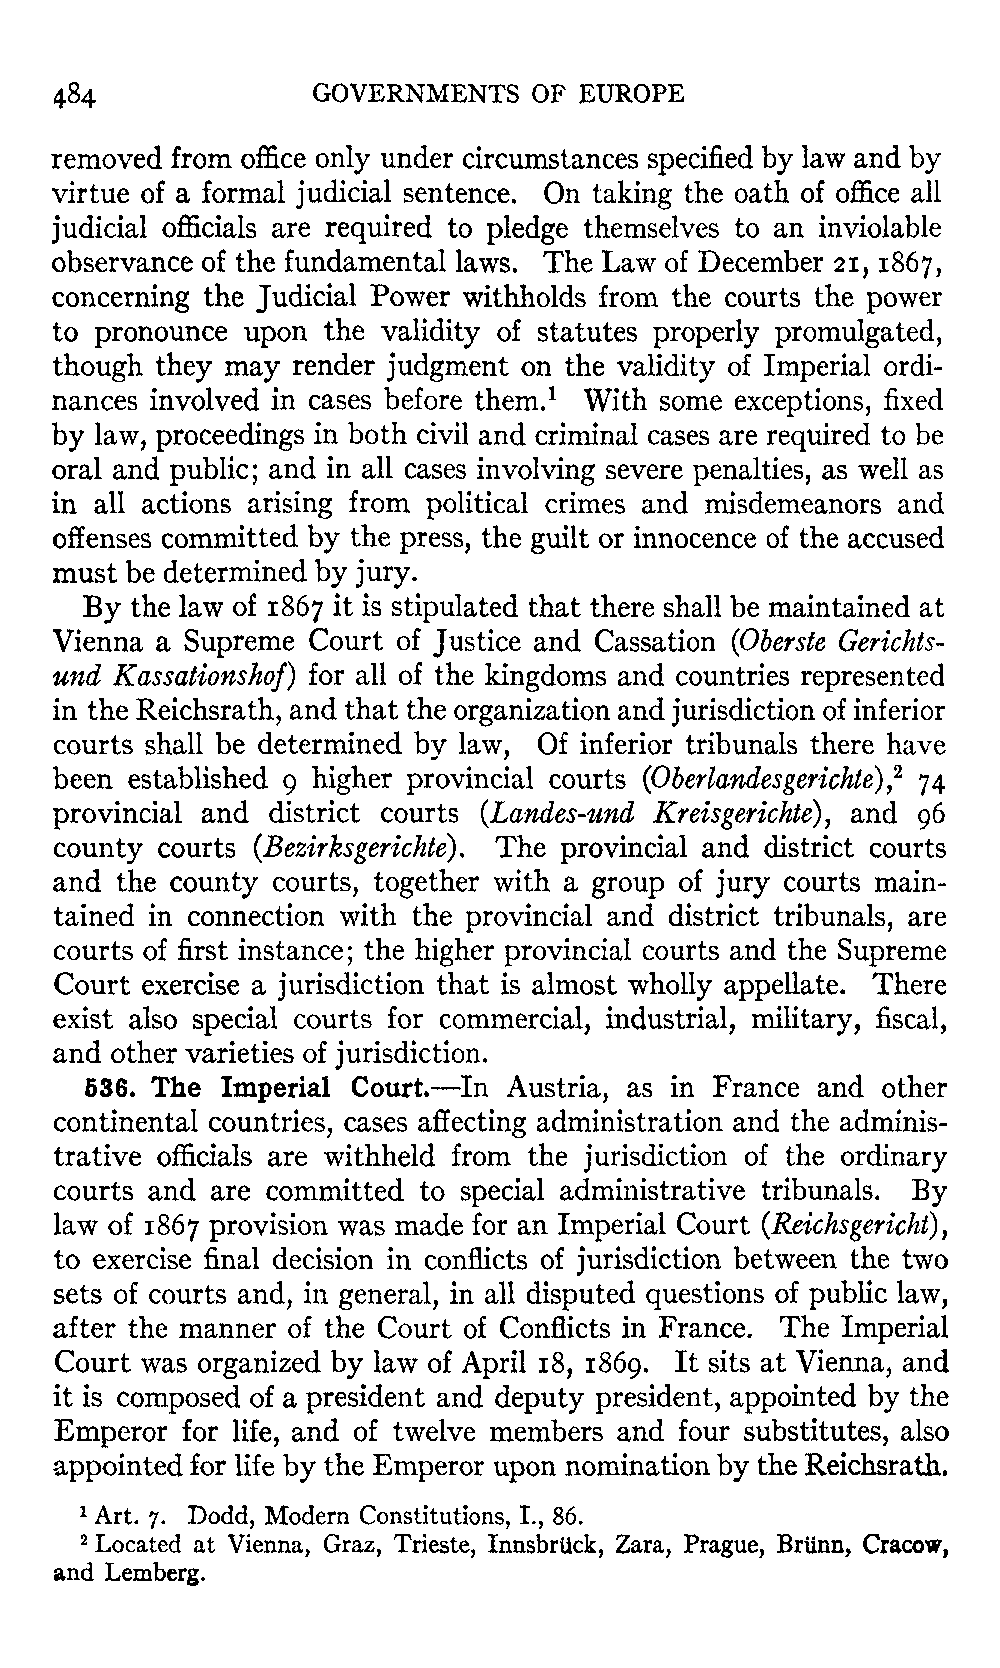 484 GOVERNMENTS OF EUROPE
removed from office only under circumstances specified by law and by
virtue of a formal judicial sentence. On taking the oath of office all
judicial officials are required to pledge themselves to an inviolable
observance of the fundamental laws. The Law of December 21, 1867,
concerning the Judicial Power withholds from the courts the power
to pronounce upon the validity of statutes properly promulgated,
though they may render judgment on the validity of Imperial ordi-
nances involved in cases before them.¹ With some exceptions, fixed
by law, proceedings in both civil and criminal cases are required to be
oral and public; and in all cases involving severe penalties, as well as
in all actions arising from political crimes and misdemeanors and
offenses committed by the press, the guilt or innocence of the accused
must be determined by jury.
By the law of 1867 it is stipulated that there shall be maintained at
Vienna a Supreme Court of Justice and Cassation (Oberste Gerichts-
und Kassationshof) for all of the kingdoms and countries represented
in the Reichsrath, and that the organization and jurisdiction of inferior
courts shall be determined by law, Of inferior tribunals there have
been established 9 higher provincial courts (Oberlandesgerichte),² 74
provincial and district courts (Landes-und Kreisgerichte), and 96
county courts (Bezirksgerichte). The provincial and district courts
and the county courts, together with a group of jury courts main-
tained in connection with the provincial and district tribunals, are
courts of first instance; the higher provincial courts and the Supreme
Court exercise a jurisdiction that is almost wholly appellate. There
exist also special courts for commercial, industrial, military, fiscal,
and other varieties of jurisdiction.
536. The Imperial Court.—In Austria, as in France and other
continental countries, cases affecting administration and the adminis-
trative officials are withheld from the jurisdiction of the ordinary
courts and are committed to special administrative tribunals. By
law of 1867 provision was made for an Imperial Court (Reichsgericht),
to exercise final decision in conflicts of jurisdiction between the two
sets of courts and, in general, in all disputed questions of public law,
after the manner of the Court of Conflicts in France. The Imperial
Court was organized by law of April 18, 1869. It sits at Vienna, and
it is composed of a president and deputy president, appointed by the
Emperor for life, and of twelve members and four substitutes, also
appointed for life by the Emperor upon nomination by the Reichsrath.
¹ Art. 7. Dodd, Modern Constitutions, I., 86.
² Located at Vienna, Graz, Trieste, Innsbrück, Zara, Prague, Brünn, Cracow,
and Lemberg.